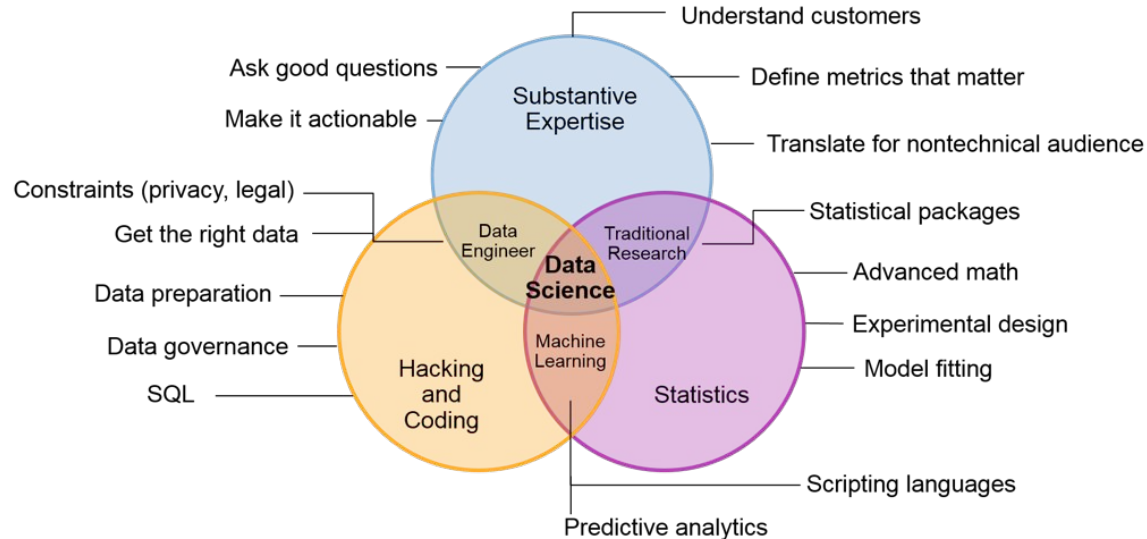 Understand customers
Ask good questions
Define metrics that matter
Substantive
Expertise
Make it actionable
Translate for nontechnical audience
Constraints (privacy, legal)
Statistical packages
Get the right data
Data
Engineer
Traditional
Research
Data
Science
Advanced math
Data preparation
Experimental design
Data governance
Machine
Learning
Model fitting
Hacking
and
Coding
SQL
Statistics
Scripting languages
Predictive analytics